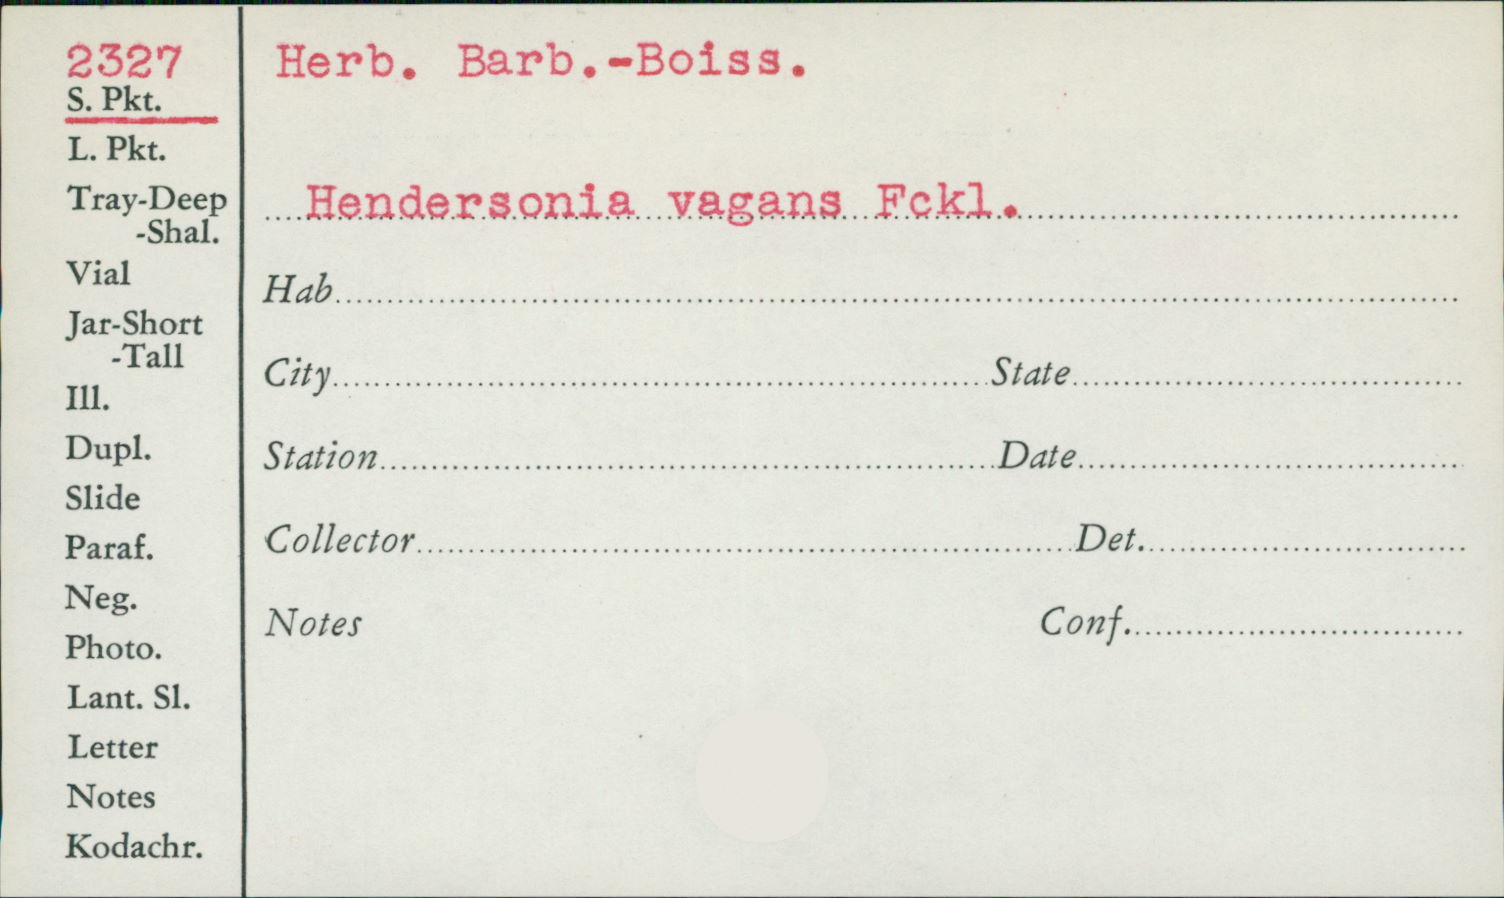 2327
S. Pkt.
L. Pkt.
Tray-Deep
-Shal.
Vial
Jar-Short
-Tall
Ill.
Dupl.
Slide
Paraf.
Neg.
Photo.
Lant. Sl.
Letter
Notes
Kodachr.
Herb. Barb.-Boiss.
Hendersonia vagans Fckl.
Hab
City State
Station Date
Collector Det.
Notes Conf.